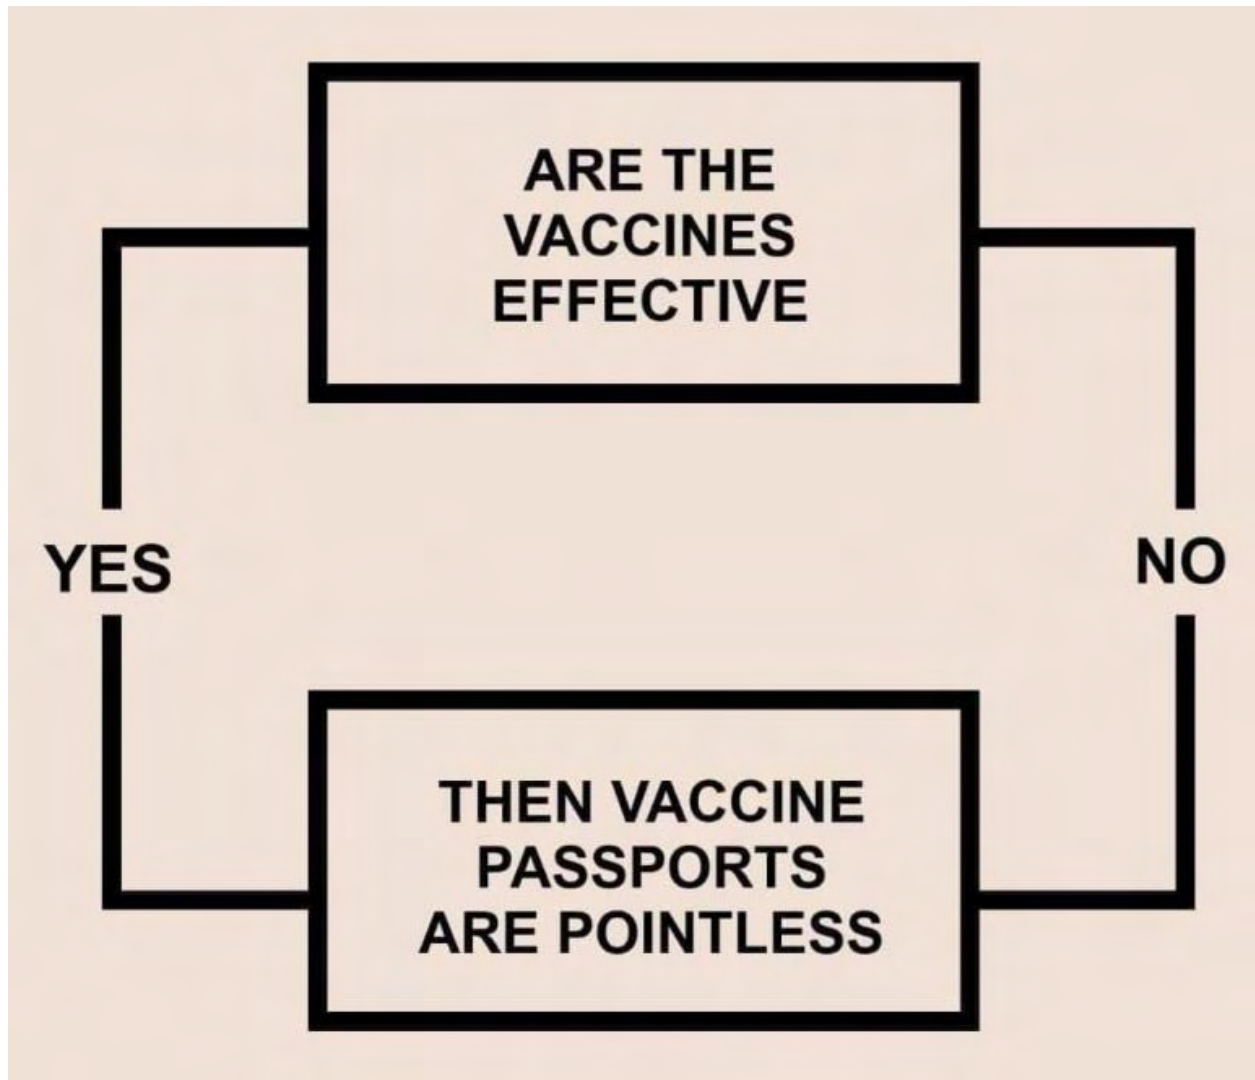 ARE THE
VACCINES
EFFECTIVE
YES
NO
THEN VACCINE
PASSPORTS
ARE POINTLESS